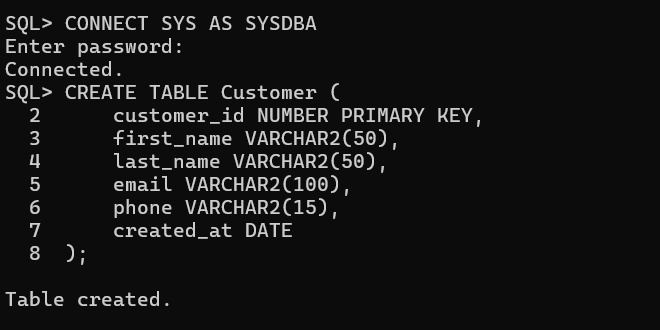 SQL> CONNECT SYS AS SYSDBA
Enter password:
Connected.
SQL> CREATE TABLE Customer (
  2      customer_id NUMBER PRIMARY KEY,
  3      first_name VARCHAR2(50),
  4      last_name VARCHAR2(50),
  5      email VARCHAR2(100),
  6      phone VARCHAR2(15),
  7      created_at DATE
  8  );
Table created.